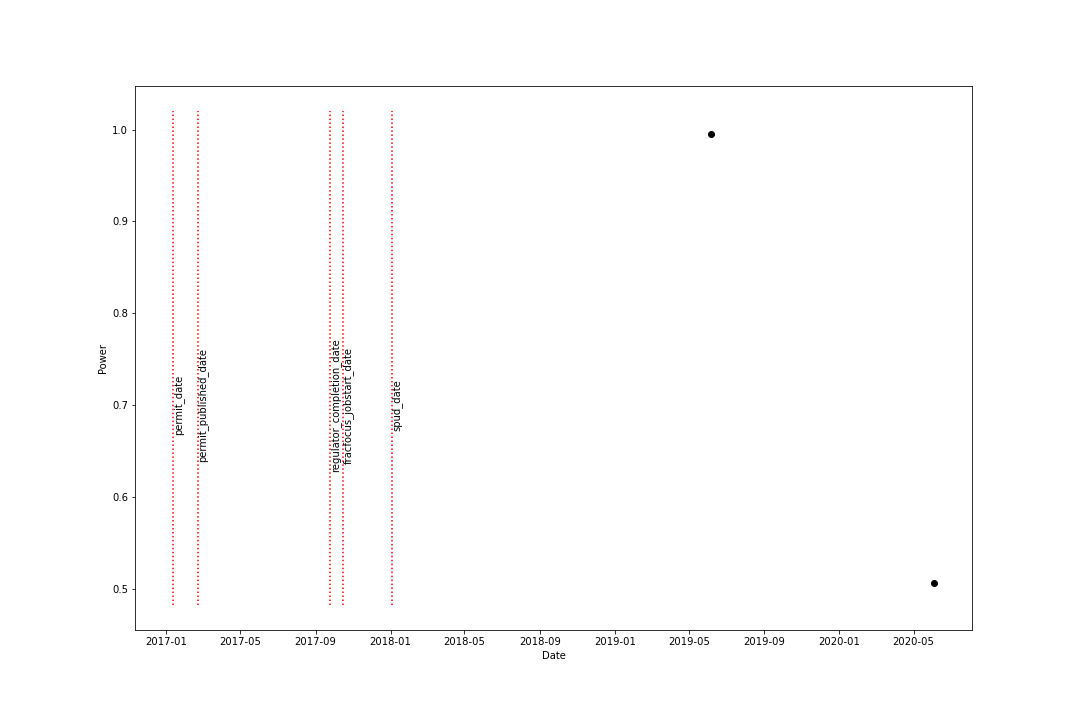 1.0
0.9
0.8
0.7
0.6
0.5
Power
permit_date
permit_published_date
regulator_completion_date
fracfocus_jobstart_date
spud_date
2017-01
2017-05
2017-09
2018-01
2018-05
2018-09
2019-01
2019-05
2019-09
2020-01
2020-05
Date